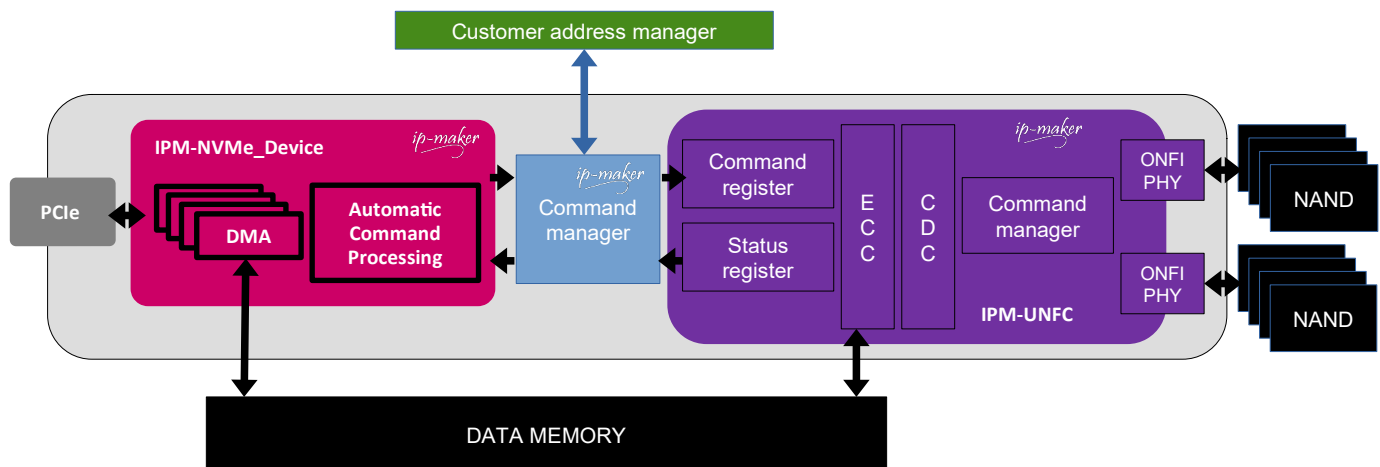 Customer address manager
IPM-NVMe_Device
ip-maker
PCIe
DMA
Automatic
Command
Processing
ip-maker
Command
manager
ip-maker
Command
register
Status
register
E
C
C
C
D
C
Command
manager
IPM-UNFC
ONFI
PHY
ONFI
PHY
NAND
NAND
DATA MEMORY